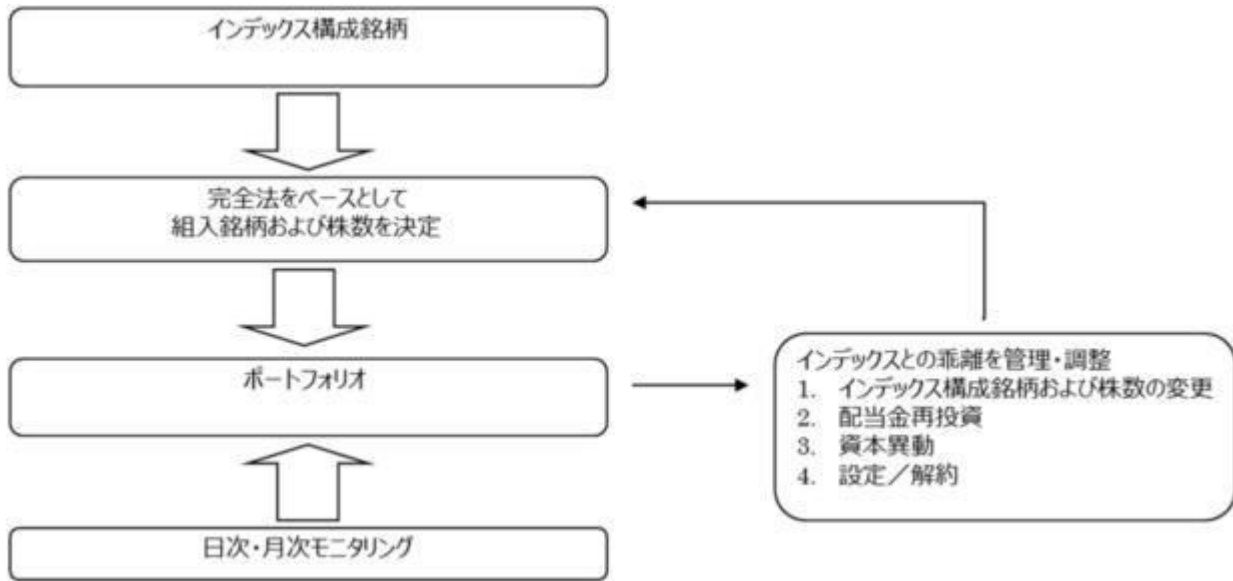 インデックス構成銘柄
完全法をベースとして
組入銘柄および株数を決定
ポートフォリオ
インデックスとの乖離を管理・調整
1. インデックス構成銘柄および株数の変更
2. 配当金再投資
3. 資本異動
4. 設定／解約
日次・月次モニタリング